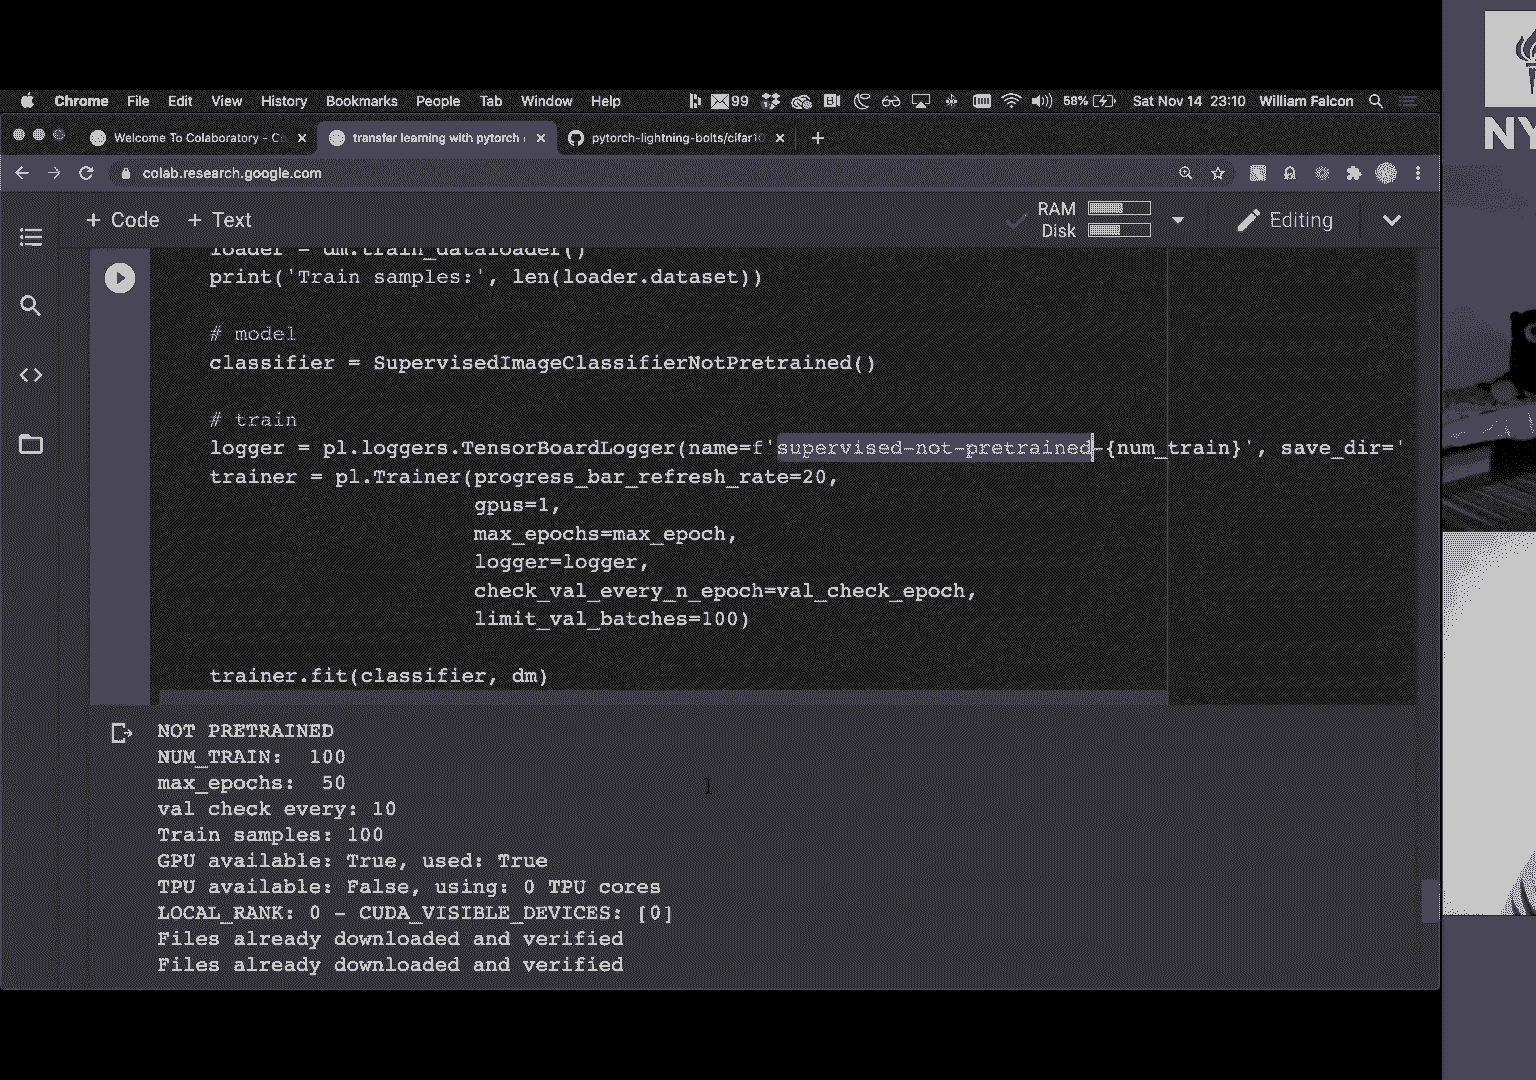 Chrome File Edit View History Bookmarks People Tab Window Help 99 58% Sat Nov 14 23:10 William Falcon
Welcome To Colaboratory - Co transfer learning with pytorch pytorch-lightning-bolts/cifar10
colab.research.google.com
+ Code + Text RAM Disk Editing
loader = dm.train_dataloader()
print('Train samples:', len(loader.dataset))
# model
classifier = SupervisedImageClassifierNotPretrained()
# train
logger = pl.loggers.TensorBoardLogger(name=f'supervised-not-pretrained-{num_train}', save_dir='
trainer = pl.Trainer(progress_bar_refresh_rate=20,
gpus=1,
max_epochs=max_epoch,
logger=logger,
check_val_every_n_epoch=val_check_epoch,
limit_val_batches=100)
trainer.fit(classifier, dm)
NOT PRETRAINED
NUM_TRAIN: 100
max_epochs: 50
val check every: 10
Train samples: 100
GPU available: True, used: True
TPU available: False, using: 0 TPU cores
LOCAL_RANK: 0 - CUDA_VISIBLE_DEVICES: [0]
Files already downloaded and verified
Files already downloaded and verified
NY